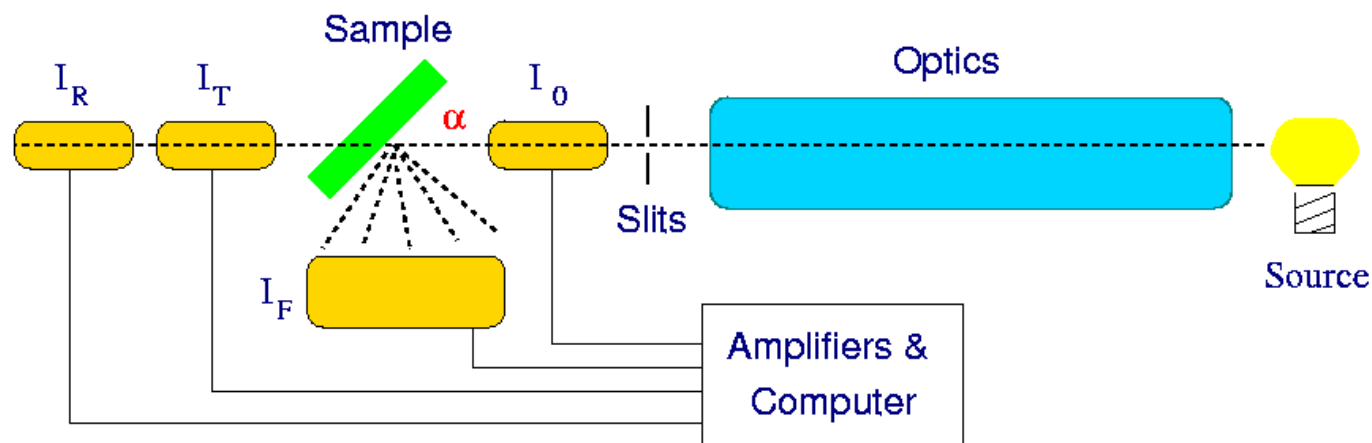 Sample
Optics
I_R
I_T
α
I_0
Slits
Source
I_F
Amplifiers &
Computer